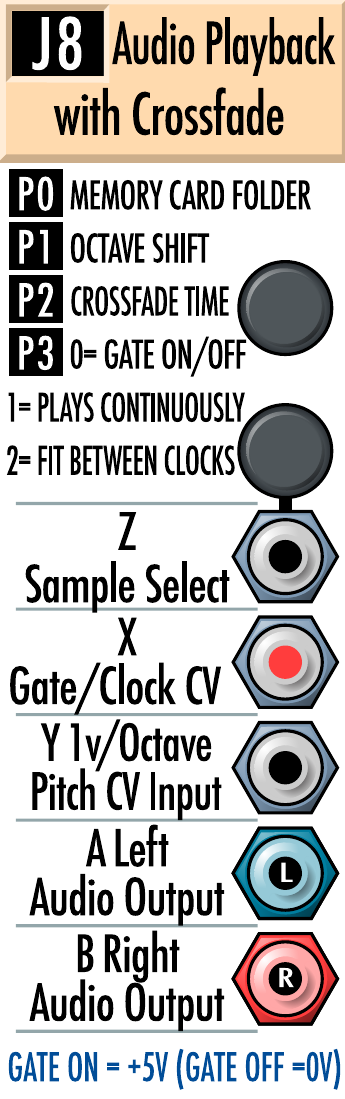 J8 Audio Playback
with Crossfade
P0 MEMORY CARD FOLDER
P1 OCTAVE SHIFT
P2 CROSSFADE TIME
P3 0= GATE ON/OFF
1= PLAYS CONTINUOUSLY
2= FIT BETWEEN CLOCKS
Z
Sample Select
X
Gate/Clock CV
Y 1v/Octave
Pitch CV Input
A Left
Audio Output
L
B Right
Audio Output
R
GATE ON = +5V (GATE OFF =0V)